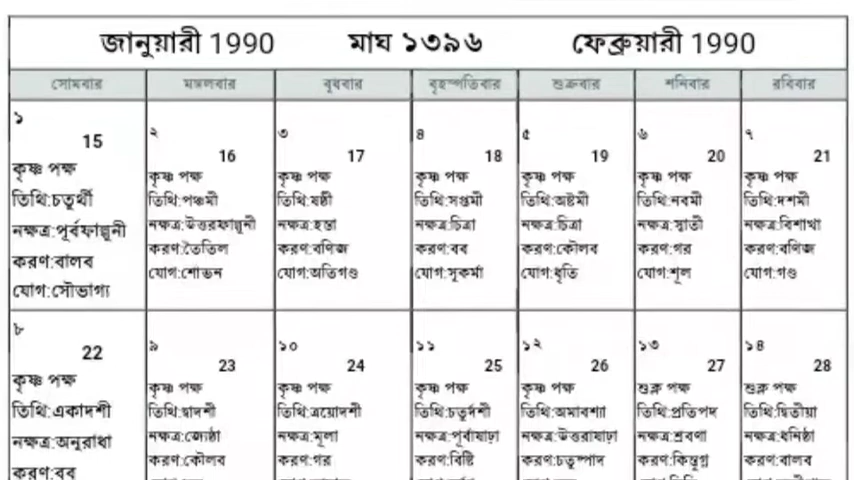 জানুয়ারী 1990 মাঘ ১৩৯৬ ফেব্রুয়ারী 1990
সোমবার মঙ্গলবার বুধবার বৃহস্পতিবার শুক্রবার শনিবার রবিবার
১ ২ ৩ ৪ ৫ ৬ ৭
15 16 17 18 19 20 21
কৃষ্ণ পক্ষ কৃষ্ণ পক্ষ কৃষ্ণ পক্ষ কৃষ্ণ পক্ষ কৃষ্ণ পক্ষ কৃষ্ণ পক্ষ কৃষ্ণ পক্ষ
তিথি:চতুর্থী তিথি:পঞ্চমী তিথি:ষষ্ঠী তিথি:সপ্তমী তিথি:অষ্টমী তিথি:নবমী তিথি:দশমী
নক্ষত্র:পূর্বফাল্গুনী নক্ষত্র:উত্তরফাল্গুনী নক্ষত্র:হস্তা নক্ষত্র:চিত্রা নক্ষত্র:চিত্রা নক্ষত্র:স্বাতী নক্ষত্র:বিশাখা
করণ:বালব করণ:তৈতিল করণ:বণিজ করণ:বব করণ:কৌলব করণ:গর করণ:বণিজ
যোগ:সৌভাগ্য যোগ:শোভন যোগ:অতিগণ্ড যোগ:সুকর্মা যোগ:ধৃতি যোগ:শূল যোগ:গণ্ড
৮ ৯ ১০ ১১ ১২ ১৩ ১৪
22 23 24 25 26 27 28
কৃষ্ণ পক্ষ কৃষ্ণ পক্ষ কৃষ্ণ পক্ষ কৃষ্ণ পক্ষ কৃষ্ণ পক্ষ শুক্ল পক্ষ শুক্ল পক্ষ
তিথি:একাদশী তিথি:দ্বাদশী তিথি:ত্রয়োদশী তিথি:চতুর্দশী তিথি:অমাবশ্যা তিথি:প্রতিপদ তিথি:দ্বিতীয়া
নক্ষত্র:অনুরাধা নক্ষত্র:জ্যেষ্ঠা নক্ষত্র:মূলা নক্ষত্র:পূর্বাষাঢ়া নক্ষত্র:উত্তরাষাঢ়া নক্ষত্র:শ্রবণা নক্ষত্র:ধনিষ্ঠা
করণ:বব করণ:কৌলব করণ:গর করণ:বিষ্টি করণ:চতুষ্পাদ করণ:কিন্তুগ্ন করণ:বালব